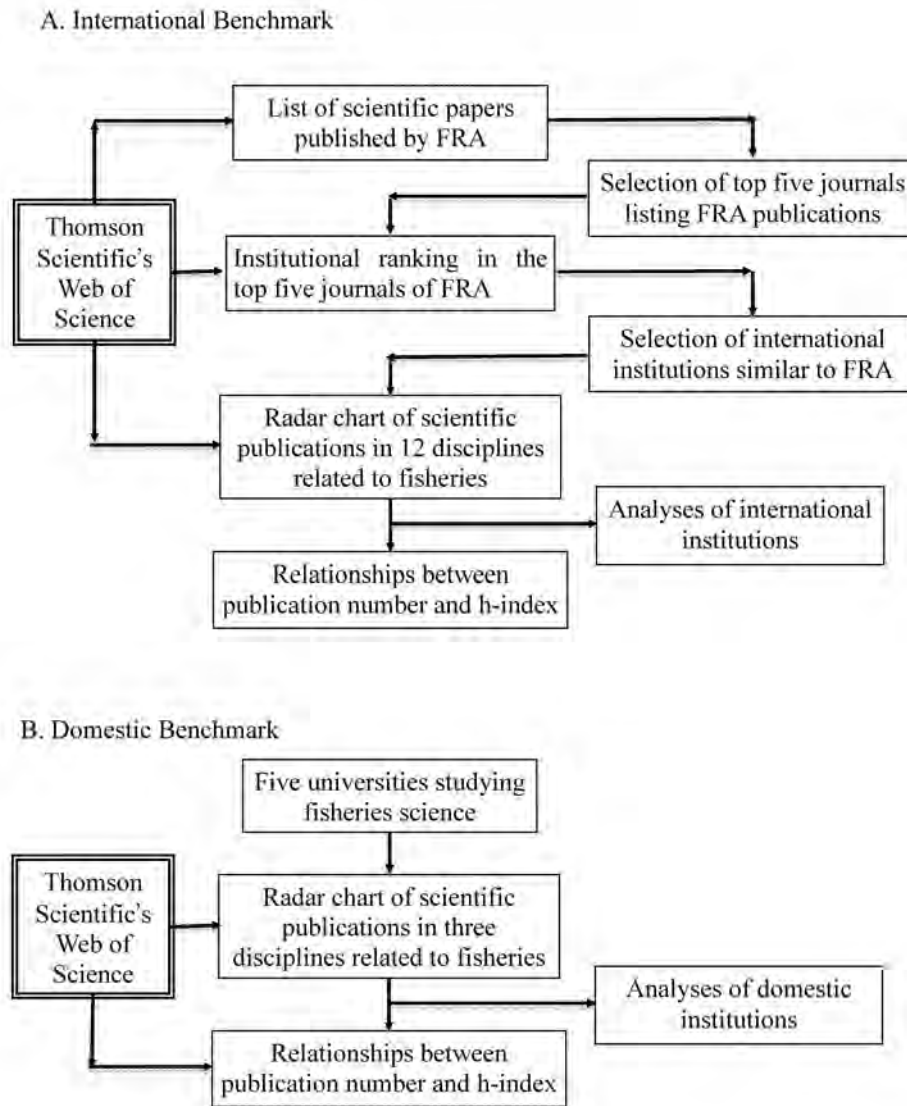 A. International Benchmark
List of scientific papers
published by FRA
Selection of top five journals
listing FRA publications
Thomson
Scientific's
Web of
Science
Institutional ranking in the
top five journals of FRA
Selection of international
institutions similar to FRA
Radar chart of scientific
publications in 12 disciplines
related to fisheries
Analyses of international
institutions
Relationships between
publication number and h-index
B. Domestic Benchmark
Five universities studying
fisheries science
Thomson
Scientific's
Web of
Science
Radar chart of scientific
publications in three
disciplines related to fisheries
Analyses of domestic
institutions
Relationships between
publication number and h-index